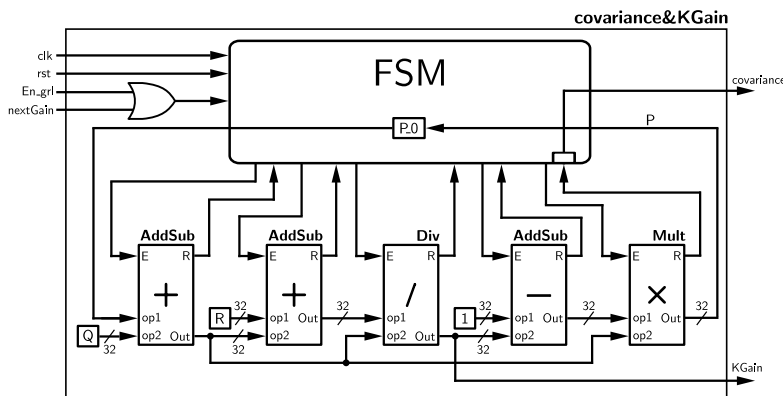 covariance&KGain
clk
rst
En_grl
nextGain
FSM
covariance
P_0
P
AddSub AddSub Div AddSub Mult
E R E R E R E R E R
+ + / − ×
op1 R 32 op1 Out 32 op1 1 32 op1 Out 32 op1 Out 32
Q 32 op2 Out 32 op2 op2 Out 32 op2 op2
KGain